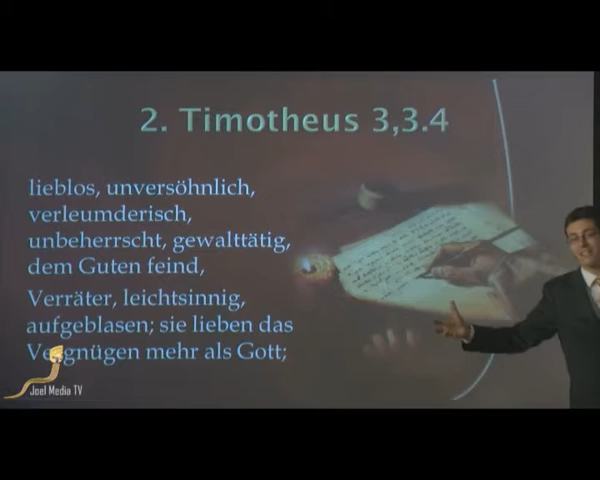 2. Timotheus 3,3.4
lieblos, unversöhnlich,
verleumderisch,
unbeherrscht, gewalttätig,
dem Guten feind,
Verräter, leichtsinnig,
aufgeblasen; sie lieben das
Vergnügen mehr als Gott;
Joel Media TV